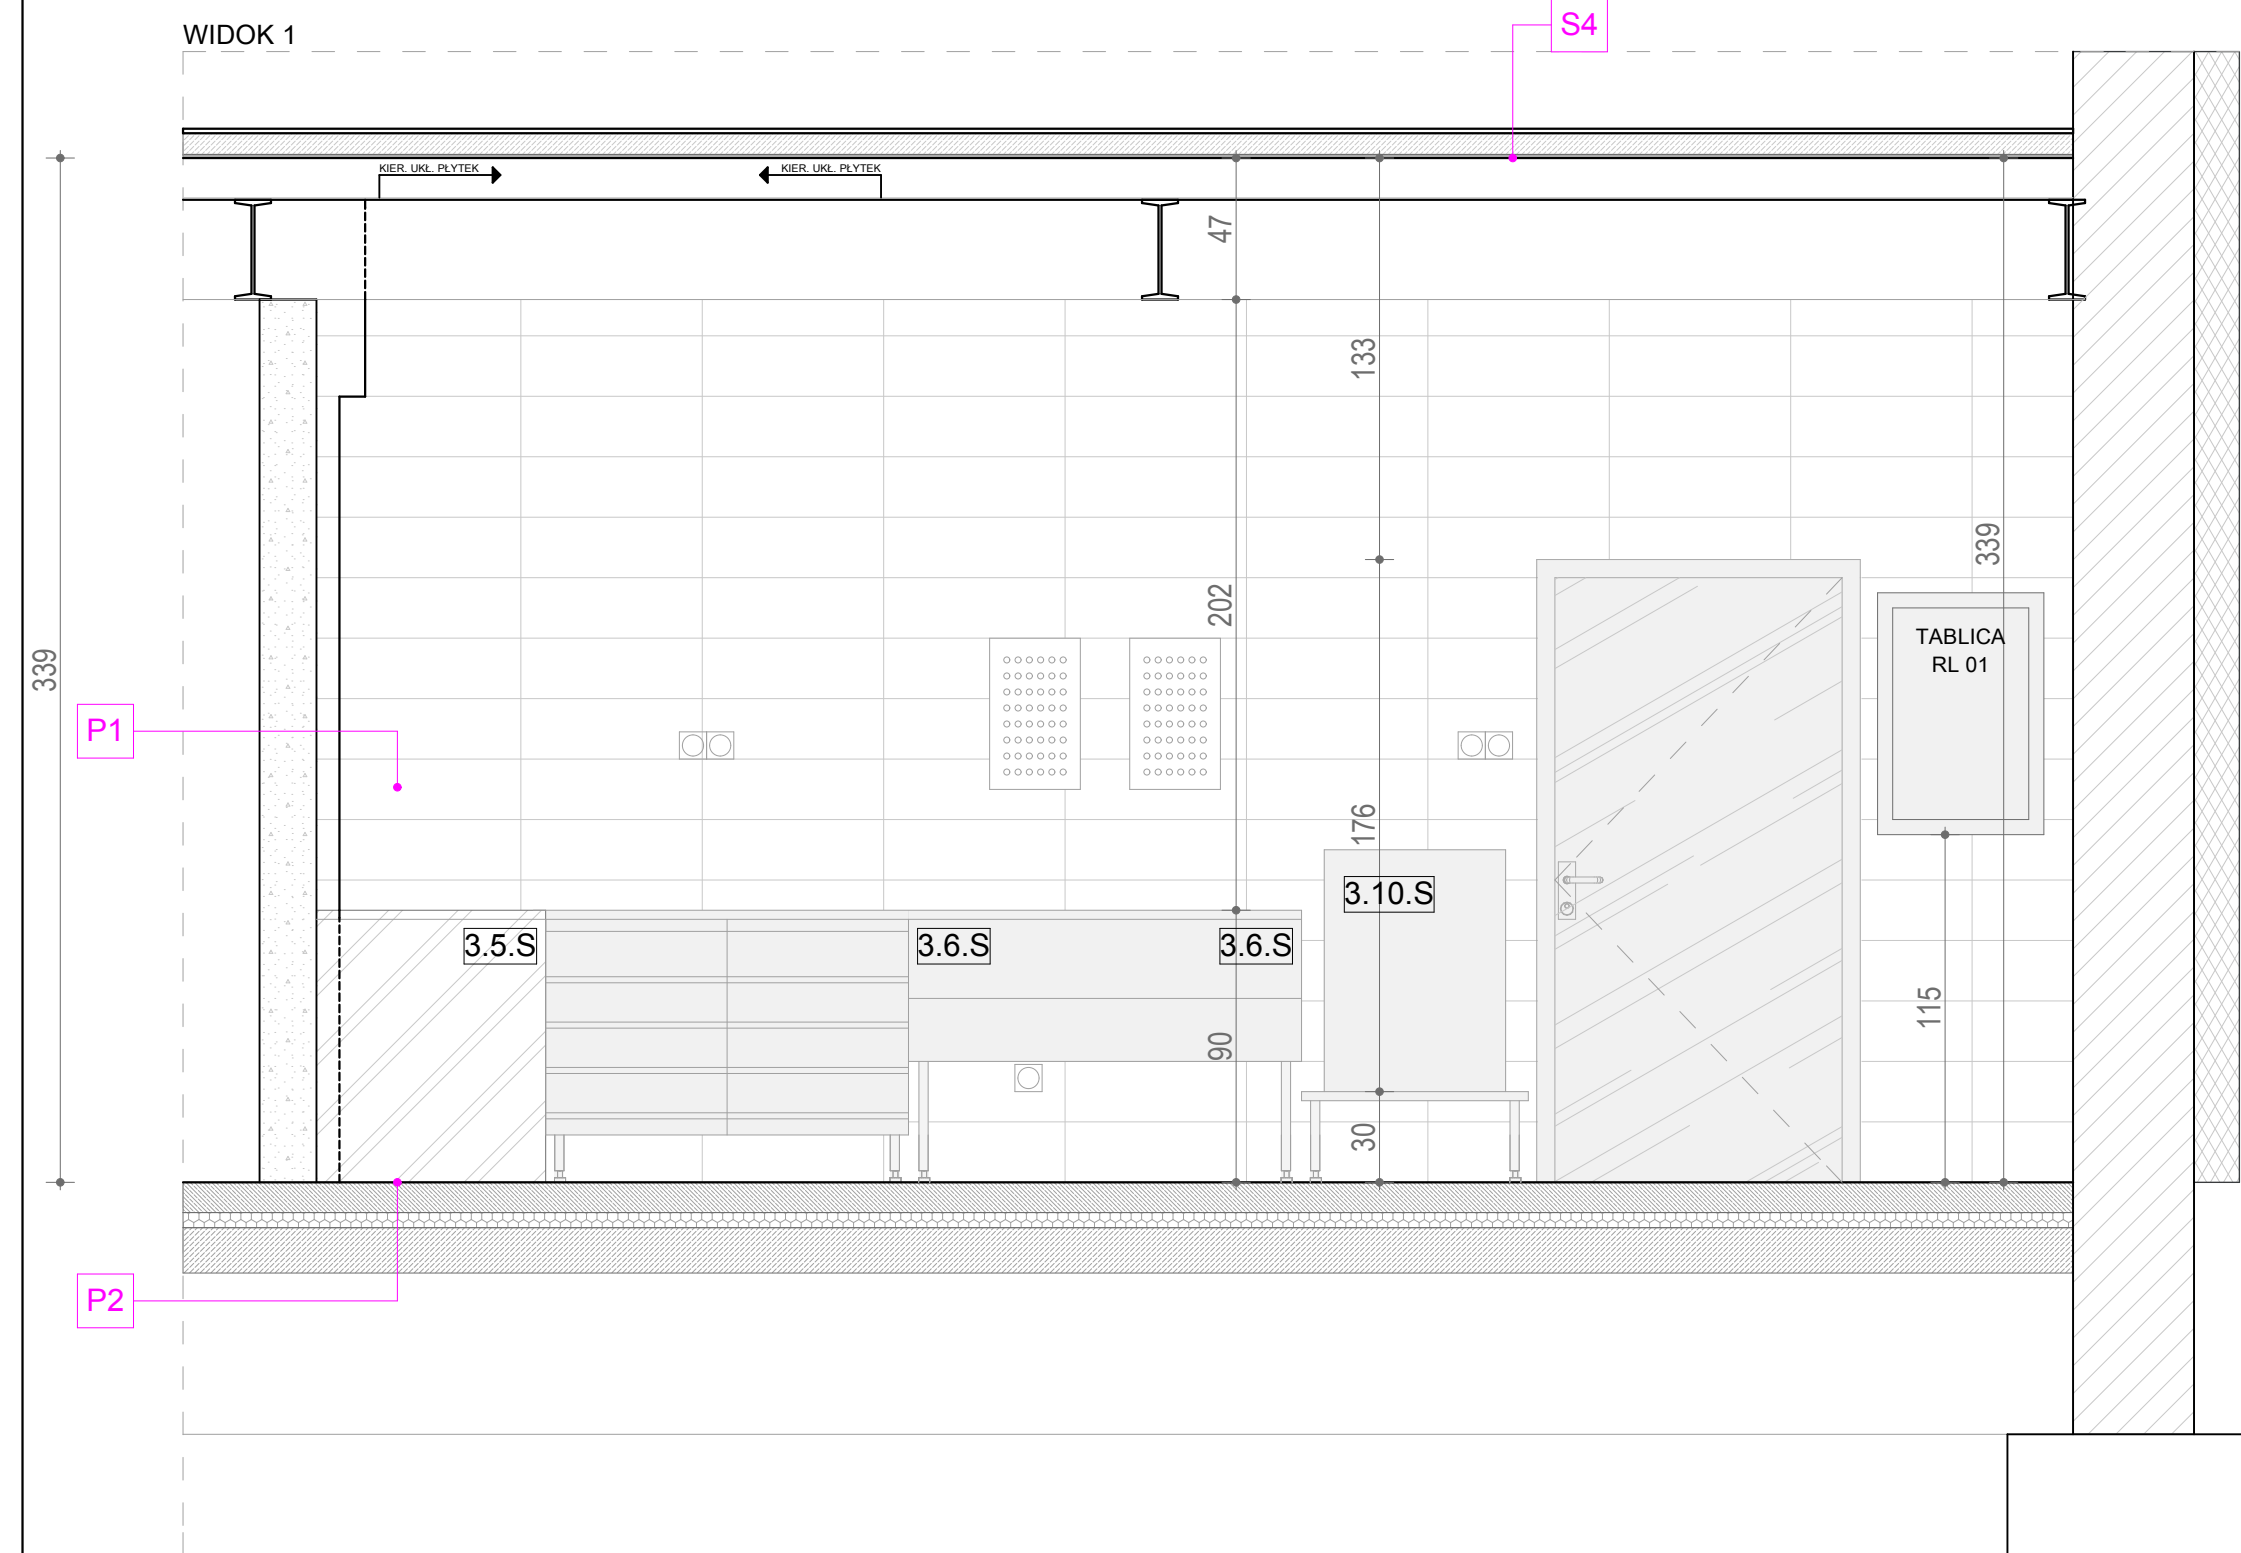 WIDOK 1
S4
KIER. UKŁ. PŁYTEK
KIER. UKŁ. PŁYTEK
47
133
339
202
TABLICA
RL 01
339
P1
176
3.10.S
3.5.S
3.6.S
3.6.S
115
90
30
P2